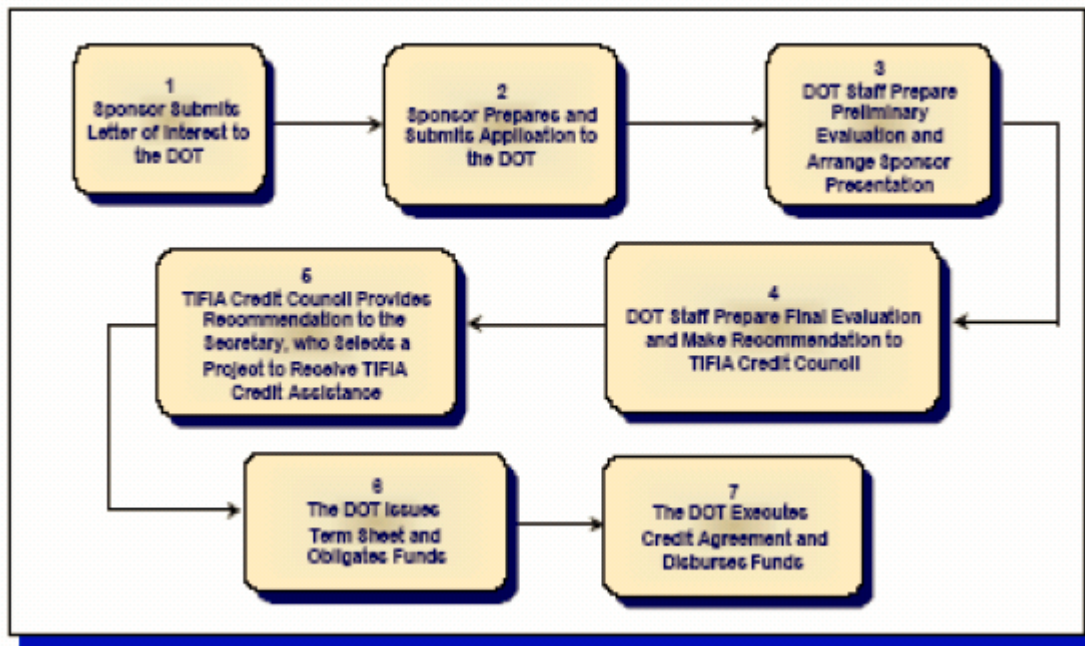 1
Sponsor Submits
Letter of Interest to
the DOT
2
Sponsor Prepares and
Submits Application to
the DOT
3
DOT Staff Prepare
Preliminary
Evaluation and
Arrange Sponsor
Presentation
4
DOT Staff Prepare Final Evaluation
and Make Recommendation to
TIFIA Credit Council
5
TIFIA Credit Council Provides
Recommendation to the
Secretary, who Selects a
Project to Receive TIFIA
Credit Assistance
6
The DOT Issues
Term Sheet and
Obligates Funds
7
The DOT Executes
Credit Agreement and
Disburses Funds